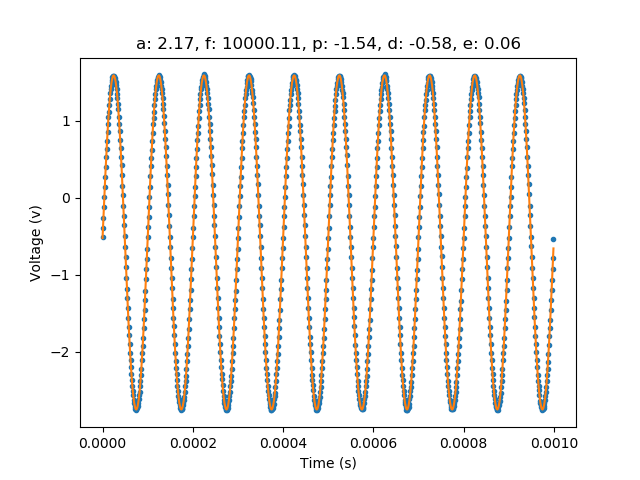 a: 2.17, f: 10000.11, p: -1.54, d: -0.58, e: 0.06
1
0
−1
−2
Voltage (v)
0.0000 0.0002 0.0004 0.0006 0.0008 0.0010
Time (s)